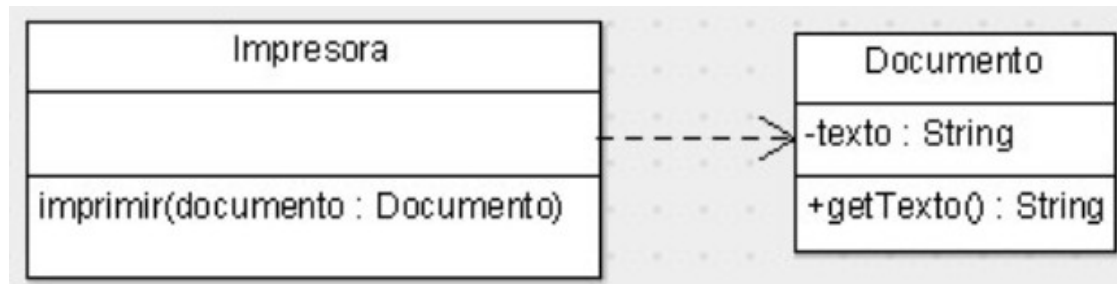 Impresora
imprimir(documento : Documento)
Documento
-texto : String
+getTexto() : String